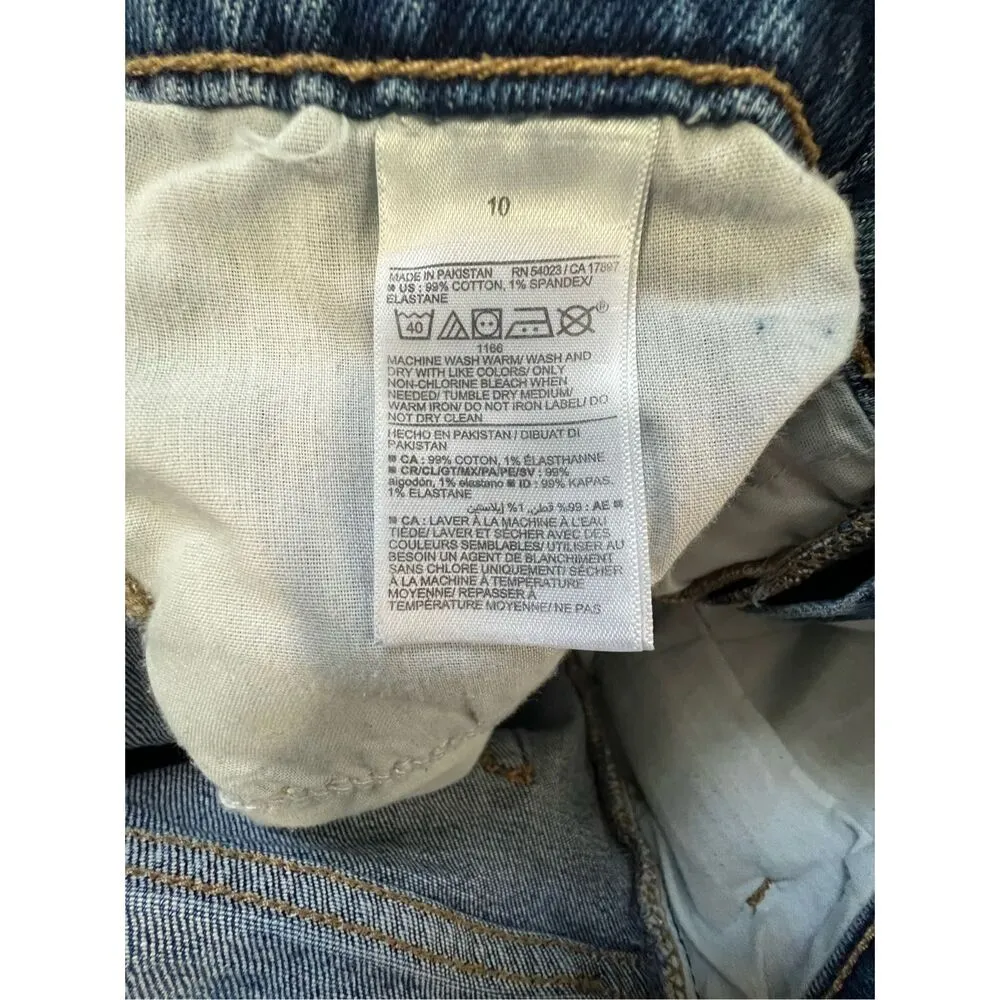 10
MADE IN PAKISTAN RN 54023 / CA 17897
■ US : 99% COTTON, 1% SPANDEX/
ELASTANE
40
1166
MACHINE WASH WARM/ WASH AND
DRY WITH LIKE COLORS/ ONLY
NON-CHLORINE BLEACH WHEN
NEEDED/ TUMBLE DRY MEDIUM/
WARM IRON/ DO NOT IRON LABEL/ DO
NOT DRY CLEAN
HECHO EN PAKISTAN / DIBUAT DI
PAKISTAN
■ CA : 99% COTON, 1% ÉLASTHANNE
■ CR/CL/GT/MX/PA/PE/SV : 99%
algodón, 1% elastano ■ ID : 99% KAPAS,
1% ELASTANE
■ AE : 99% قطن, 1% إيلاستين
■ CA : LAVER À LA MACHINE À L'EAU
TIÈDE/ LAVER ET SÉCHER AVEC DES
COULEURS SEMBLABLES/ UTILISER AU
BESOIN UN AGENT DE BLANCHIMENT
SANS CHLORE UNIQUEMENT/ SÉCHER
À LA MACHINE À TEMPÉRATURE
MOYENNE/ REPASSER À
TEMPÉRATURE MOYENNE/ NE PAS